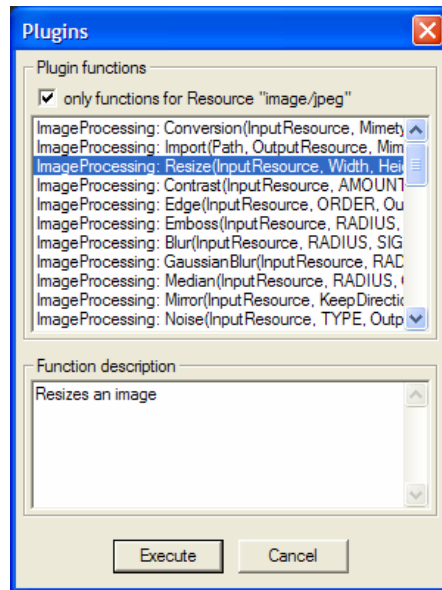 Plugins
Plugin functions
only functions for Resource "image/jpeg"
ImageProcessing: Conversion(InputResource, Mimety
ImageProcessing: Import(Path, OutputResource, Mim
ImageProcessing: Resize(InputResource, Width, Hei
ImageProcessing: Contrast(InputResource, AMOUNT
ImageProcessing: Edge(InputResource, ORDER, Ou
ImageProcessing: Emboss(InputResource, RADIUS,
ImageProcessing: Blur(InputResource, RADIUS, SIG
ImageProcessing: GaussianBlur(InputResource, RAD
ImageProcessing: Median(InputResource, RADIUS,
ImageProcessing: Mirror(InputResource, KeepDirectic
ImageProcessing: Noise(InputResource, TYPE, Outp
Function description
Resizes an image
Execute Cancel